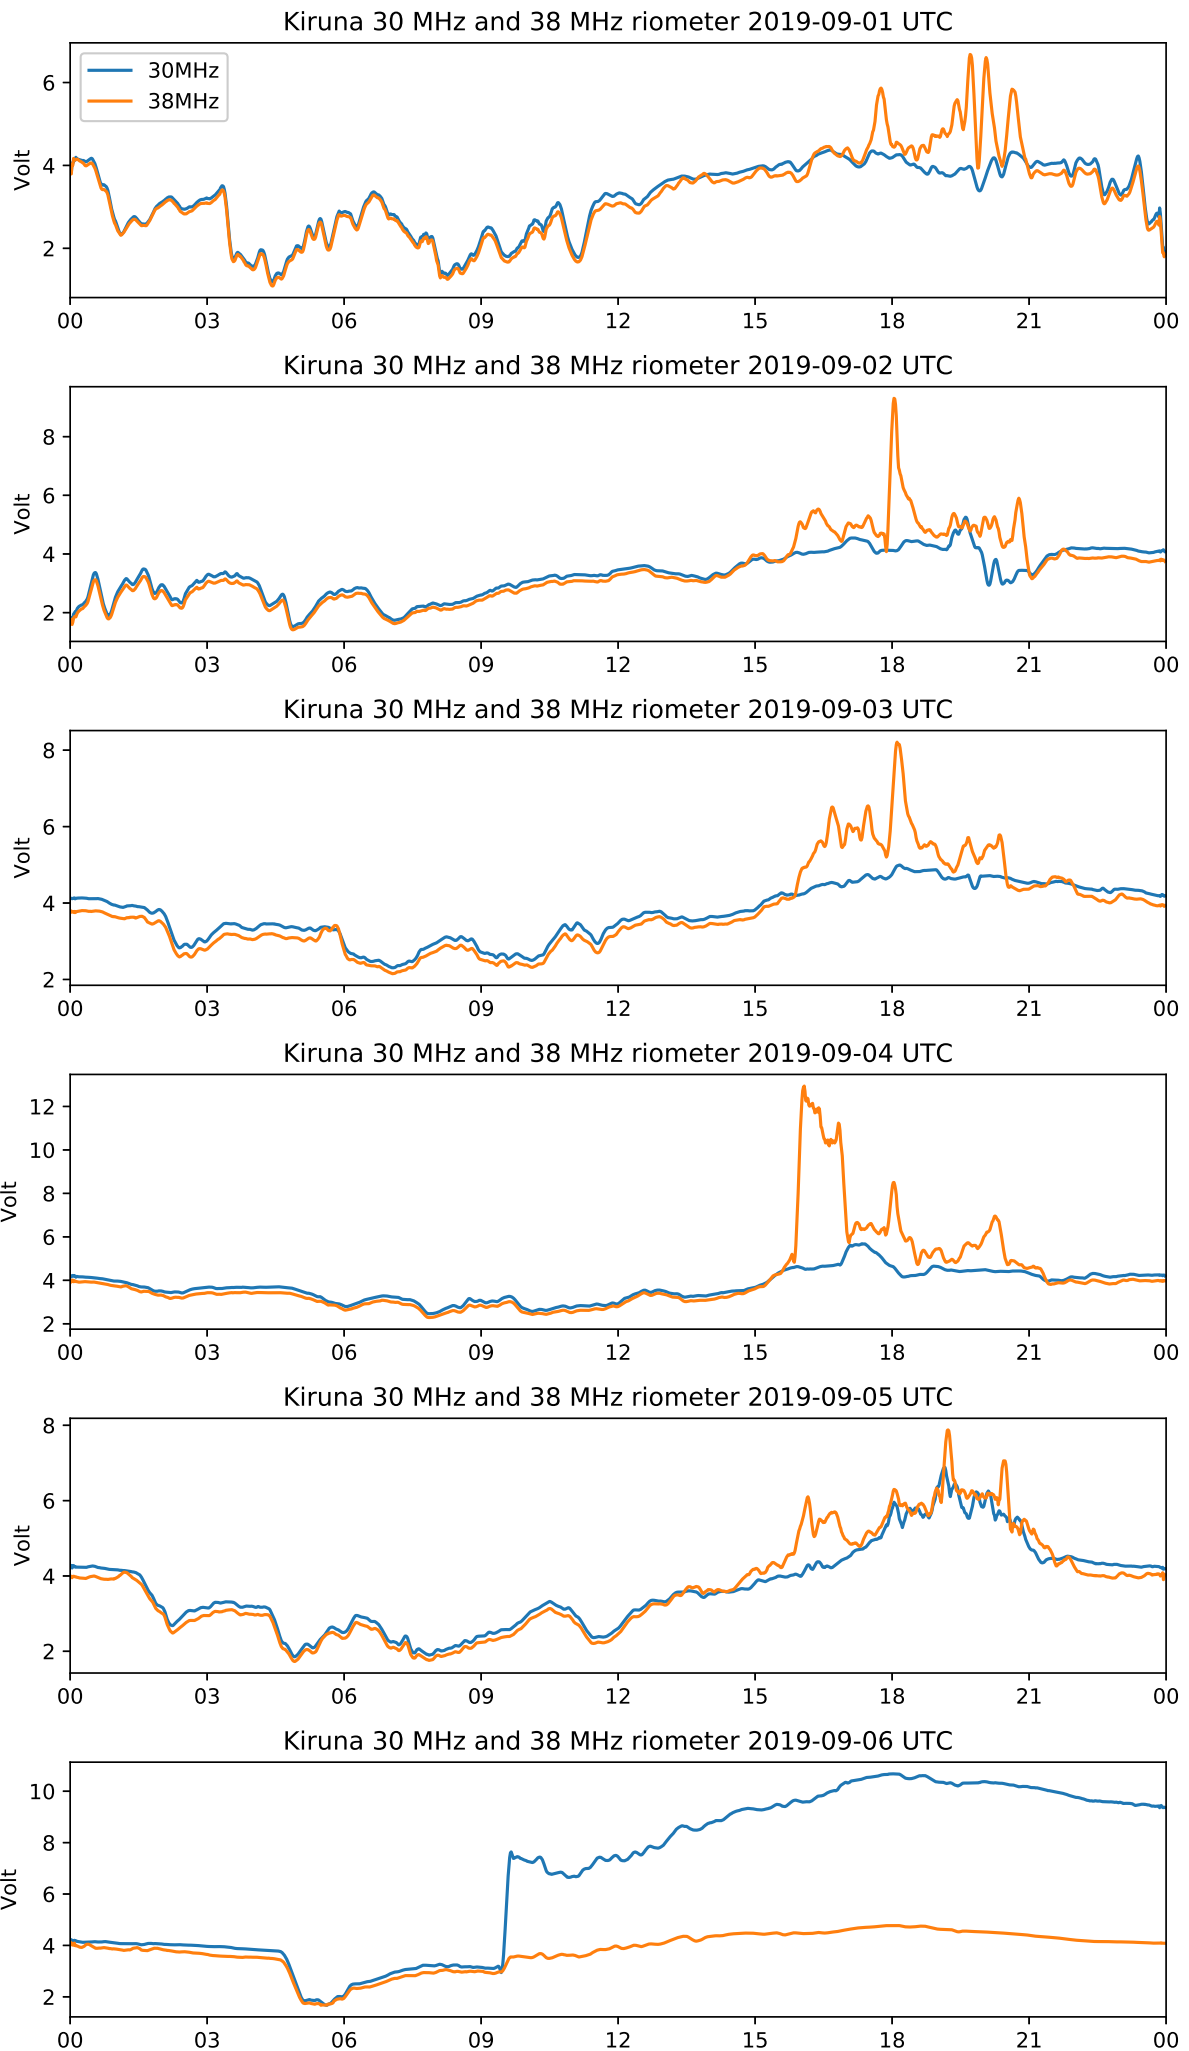 Kiruna 30 MHz and 38 MHz riometer 2019-09-01 UTC
30MHz
38MHz
Volt
6
4
2
00 03 06 09 12 15 18 21 00
Kiruna 30 MHz and 38 MHz riometer 2019-09-02 UTC
Volt
8
6
4
2
00 03 06 09 12 15 18 21 00
Kiruna 30 MHz and 38 MHz riometer 2019-09-03 UTC
Volt
8
6
4
2
00 03 06 09 12 15 18 21 00
Kiruna 30 MHz and 38 MHz riometer 2019-09-04 UTC
Volt
12
10
8
6
4
2
00 03 06 09 12 15 18 21 00
Kiruna 30 MHz and 38 MHz riometer 2019-09-05 UTC
Volt
8
6
4
2
00 03 06 09 12 15 18 21 00
Kiruna 30 MHz and 38 MHz riometer 2019-09-06 UTC
Volt
10
8
6
4
2
00 03 06 09 12 15 18 21 00